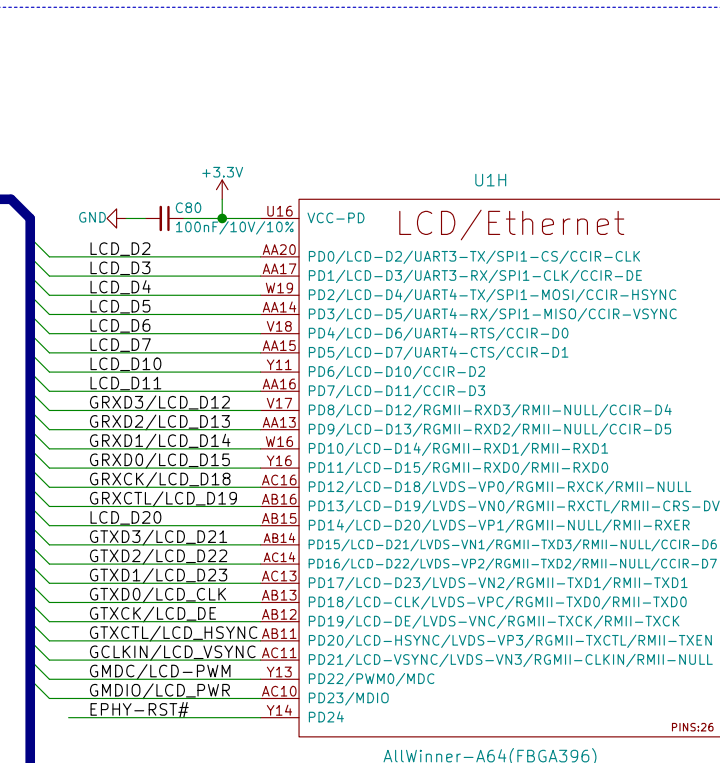 +3.3V
U1H
GND
C80
100nF/10V/10%
U16 VCC-PD
LCD/Ethernet
LCD_D2 AA20 PD0/LCD-D2/UART3-TX/SPI1-CS/CCIR-CLK
LCD_D3 AA17 PD1/LCD-D3/UART3-RX/SPI1-CLK/CCIR-DE
LCD_D4 W19 PD2/LCD-D4/UART4-TX/SPI1-MOSI/CCIR-HSYNC
LCD_D5 AA14 PD3/LCD-D5/UART4-RX/SPI1-MISO/CCIR-VSYNC
LCD_D6 V18 PD4/LCD-D6/UART4-RTS/CCIR-D0
LCD_D7 AA15 PD5/LCD-D7/UART4-CTS/CCIR-D1
LCD_D10 Y11 PD6/LCD-D10/CCIR-D2
LCD_D11 AA16 PD7/LCD-D11/CCIR-D3
GRXD3/LCD_D12 V17 PD8/LCD-D12/RGMII-RXD3/RMII-NULL/CCIR-D4
GRXD2/LCD_D13 AA13 PD9/LCD-D13/RGMII-RXD2/RMII-NULL/CCIR-D5
GRXD1/LCD_D14 W16 PD10/LCD-D14/RGMII-RXD1/RMII-RXD1
GRXD0/LCD_D15 Y16 PD11/LCD-D15/RGMII-RXD0/RMII-RXD0
GRXCK/LCD_D18 AC16 PD12/LCD-D18/LVDS-VP0/RGMII-RXCK/RMII-NULL
GRXCTL/LCD_D19 AB16 PD13/LCD-D19/LVDS-VN0/RGMII-RXCTL/RMII-CRS-DV
LCD_D20 AB15 PD14/LCD-D20/LVDS-VP1/RGMII-NULL/RMII-RXER
GTXD3/LCD_D21 AB14 PD15/LCD-D21/LVDS-VN1/RGMII-TXD3/RMII-NULL/CCIR-D6
GTXD2/LCD_D22 AC14 PD16/LCD-D22/LVDS-VP2/RGMII-TXD2/RMII-NULL/CCIR-D7
GTXD1/LCD_D23 AC13 PD17/LCD-D23/LVDS-VN2/RGMII-TXD1/RMII-TXD1
GTXD0/LCD_CLK AB13 PD18/LCD-CLK/LVDS-VPC/RGMII-TXD0/RMII-TXD0
GTXCK/LCD_DE AB12 PD19/LCD-DE/LVDS-VNC/RGMII-TXCK/RMII-TXCK
GTXCTL/LCD_HSYNC AB11 PD20/LCD-HSYNC/LVDS-VP3/RGMII-TXCTL/RMII-TXEN
GCLKIN/LCD_VSYNC AC11 PD21/LCD-VSYNC/LVDS-VN3/RGMII-CLKIN/RMII-NULL
GMDC/LCD-PWM Y13 PD22/PWM0/MDC
GMDIO/LCD_PWR AC10 PD23/MDIO
EPHY-RST# Y14 PD24
PINS:26
AllWinner-A64(FBGA396)